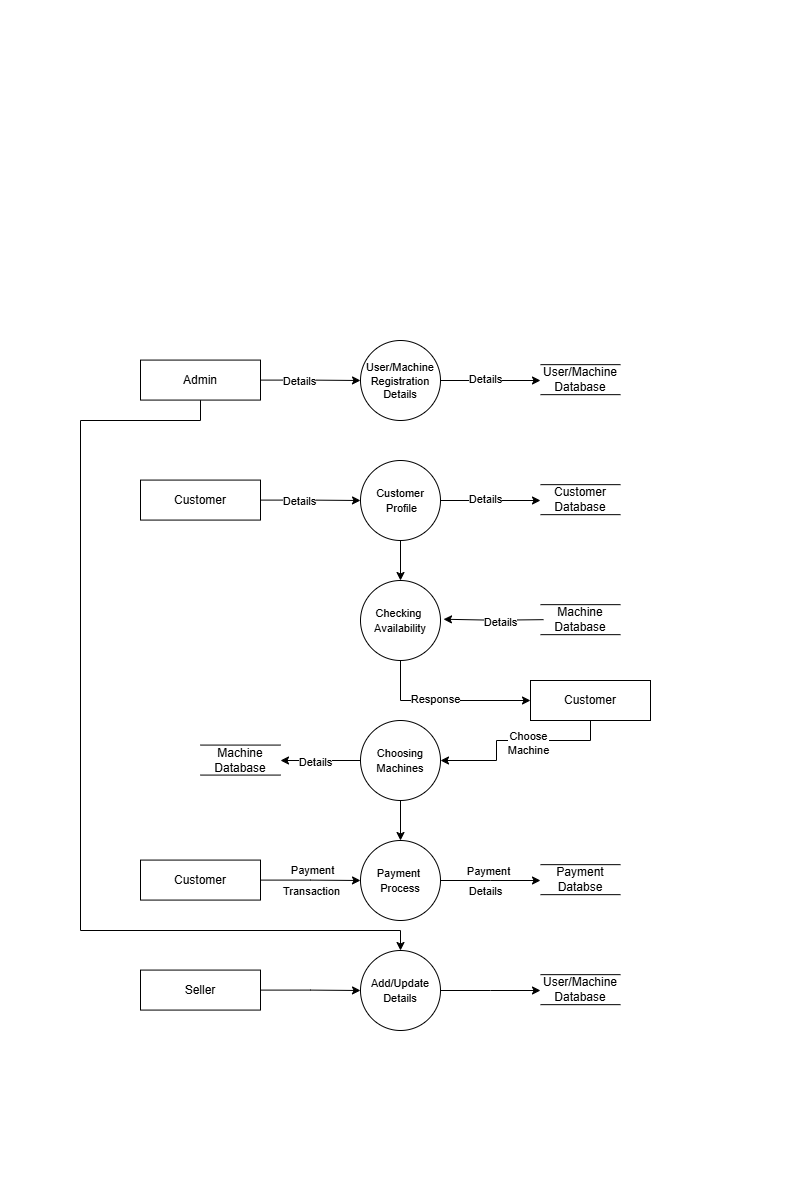 User/Machine
Registration
Details
Admin
Details
Details
User/Machine
Database
Customer
Details
Customer
Profile
Details
Customer
Database
Checking
Availability
Details
Machine
Database
Response
Customer
Choose
Machine
Machine
Database
Details
Choosing
Machines
Customer
Payment
Transaction
Payment
Process
Payment
Details
Payment
Databse
Seller
Add/Update
Details
User/Machine
Database